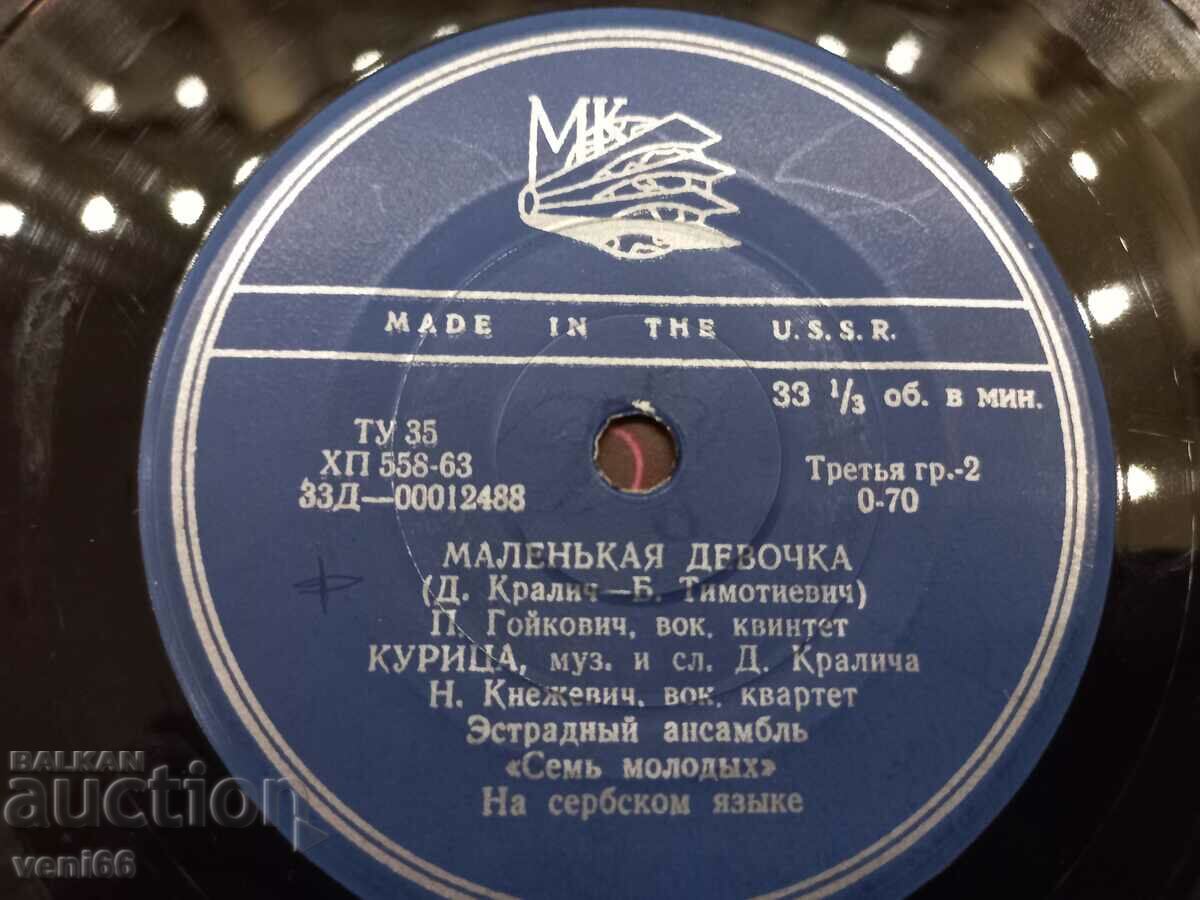 МК
MADE IN THE U.S.S.R.
33 1/3 об. в мин.
ТУ 35
ХП 558-63
33Д—00012488
Третья гр.-2
0-70
МАЛЕНЬКАЯ ДЕВОЧКА
(Д. Кралич—Б. Тимотиевич)
П. Гойкович, вок. квинтет
КУРИЦА, муз. и сл. Д. Кралича
Н. Кнежевич, вок. квартет
Эстрадный ансамбль
«Семь молодых»
На сербском языке
BALKAN
auction
veni66